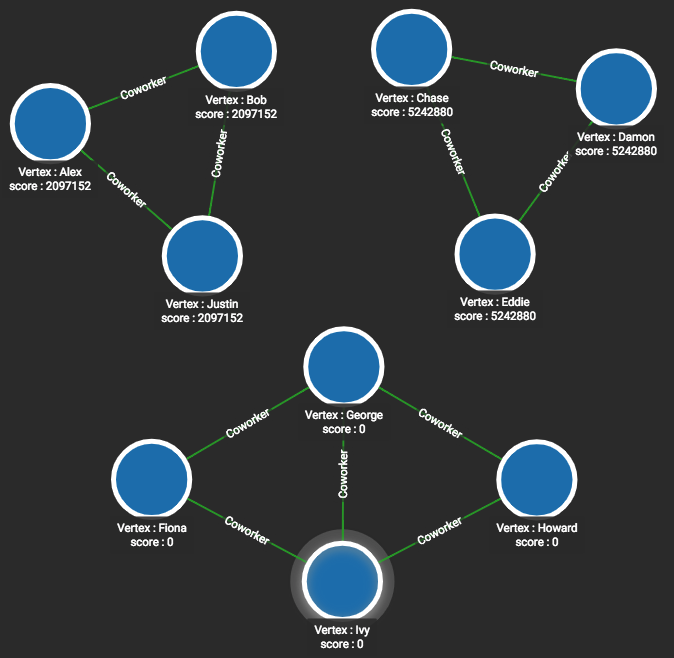 Coworker
Vertex : Bob
score : 2097152
Coworker
Vertex : Alex
score : 2097152
Coworker
Vertex : Justin
score : 2097152
Coworker
Vertex : Chase
score : 5242880
Vertex : Damon
score : 5242880
Coworker
Coworker
Vertex : Eddie
score : 5242880
Vertex : George
score : 0
Coworker
Coworker
Coworker
Vertex : Fiona
score : 0
Vertex : Howard
score : 0
Coworker
Coworker
Vertex : Ivy
score : 0